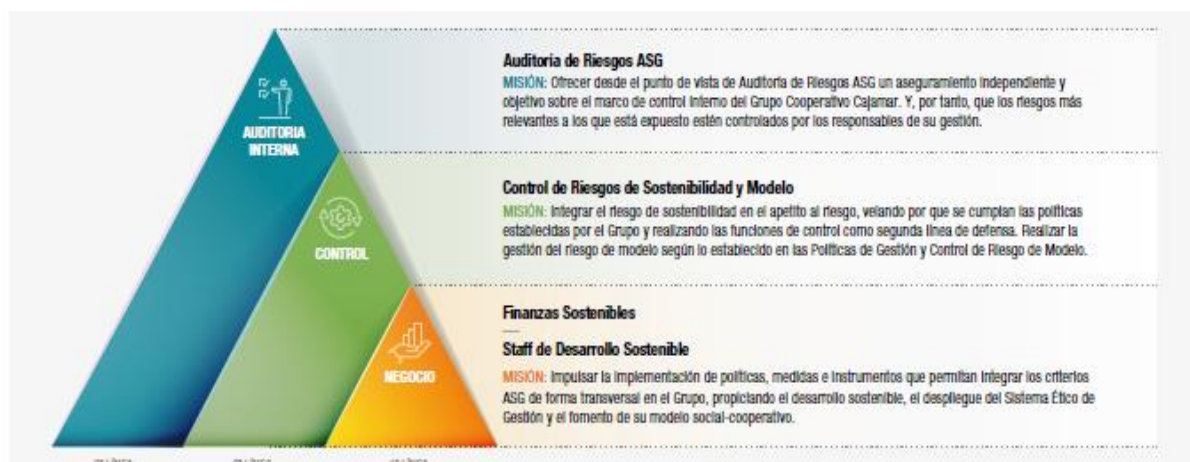 Auditoría de Riesgos ASG
MISIÓN: Ofrecer desde el punto de vista de Auditoría de Riesgos ASG un aseguramiento independiente y
objetivo sobre el marco de control interno del Grupo Cooperativo Cajamar. Y, por tanto, que los riesgos más
relevantes a los que está expuesto estén controlados por los responsables de su gestión.
AUDITORIA
INTERNA
Control de Riesgos de Sostenibilidad y Modelo
MISIÓN: Integrar el riesgo de sostenibilidad en el apetito al riesgo, velando por que se cumplan las políticas
establecidas por el Grupo y realizando las funciones de control como segunda línea de defensa. Realizar la
gestión del riesgo de modelo según lo establecido en las Políticas de Gestión y Control de Riesgo de Modelo.
CONTROL
Finanzas Sostenibles
Staff de Desarrollo Sostenible
MISIÓN: Impulsar la implementación de políticas, medidas e instrumentos que permitan integrar los criterios
ASG de forma transversal en el Grupo, propiciando el desarrollo sostenible, el despliegue del Sistema Ético de
Gestión y el fomento de su modelo social-cooperativo.
NEGOCIO